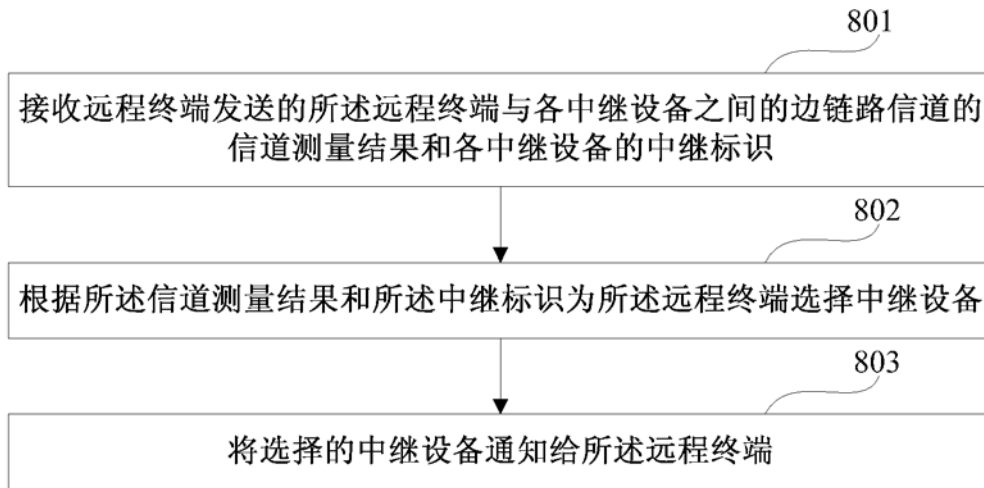 801
接收远程终端发送的所述远程终端与各中继设备之间的边链路信道的
信道测量结果和各中继设备的中继标识
802
根据所述信道测量结果和所述中继标识为所述远程终端选择中继设备
803
将选择的中继设备通知给所述远程终端